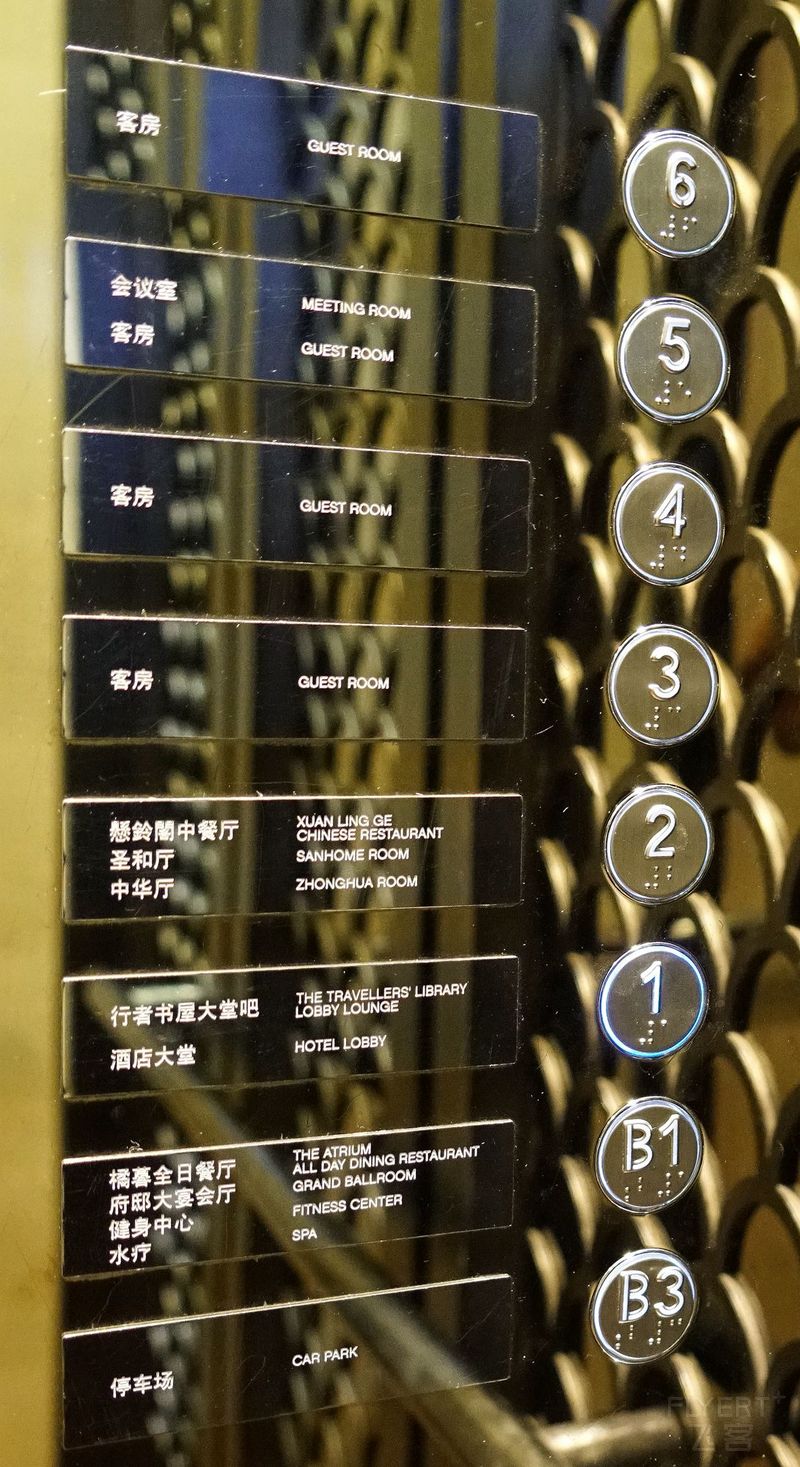 客房
GUEST ROOM
6
会议室
MEETING ROOM
客房
GUEST ROOM
5
客房
GUEST ROOM
4
客房
GUEST ROOM
3
懸鈴閣中餐厅
XUAN LING GE
CHINESE RESTAURANT
圣和厅
SANHOME ROOM
中华厅
ZHONGHUA ROOM
2
行者书屋大堂吧
THE TRAVELLERS' LIBRARY
LOBBY LOUNGE
酒店大堂
HOTEL LOBBY
1
橘暮全日餐厅
THE ATRIUM
ALL DAY DINING RESTAURANT
府邸大宴会厅
GRAND BALLROOM
健身中心
FITNESS CENTER
水疗
SPA
B1
停车场
CAR PARK
B3
FLYERT+
飞客